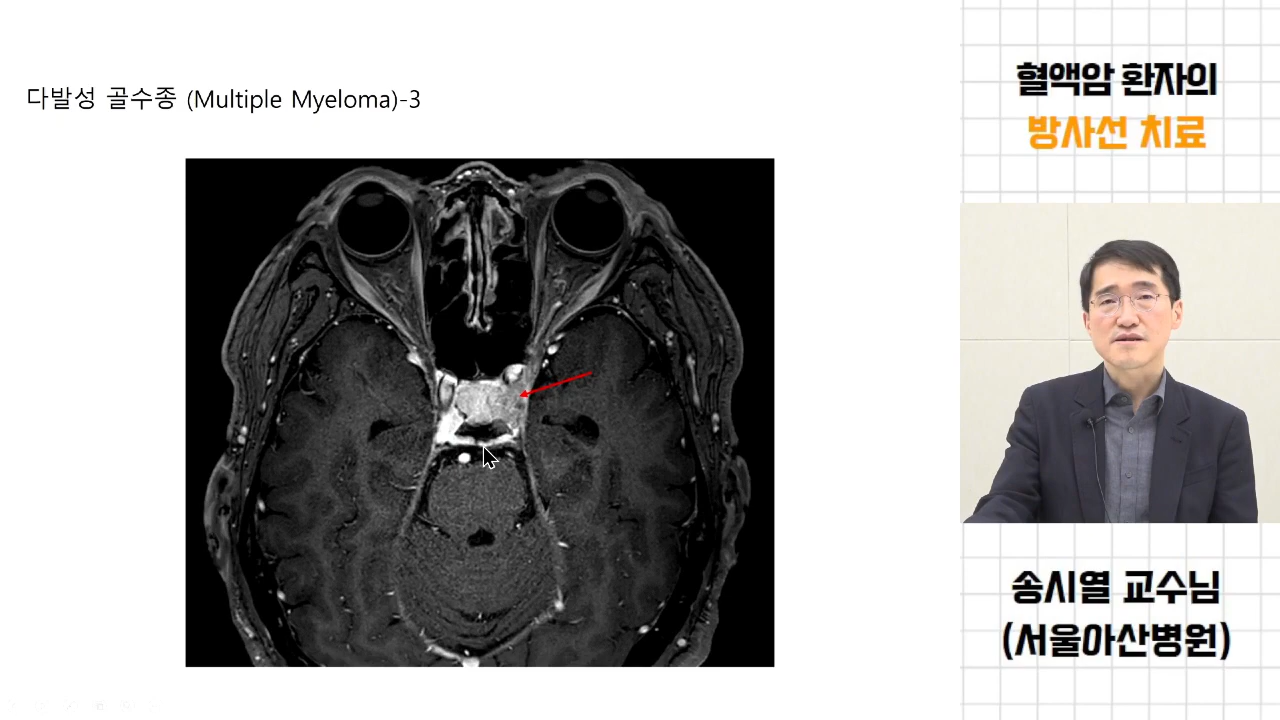 다발성 골수종 (Multiple Myeloma)-3
혈액암 환자의
방사선 치료
송시열 교수님
(서울아산병원)